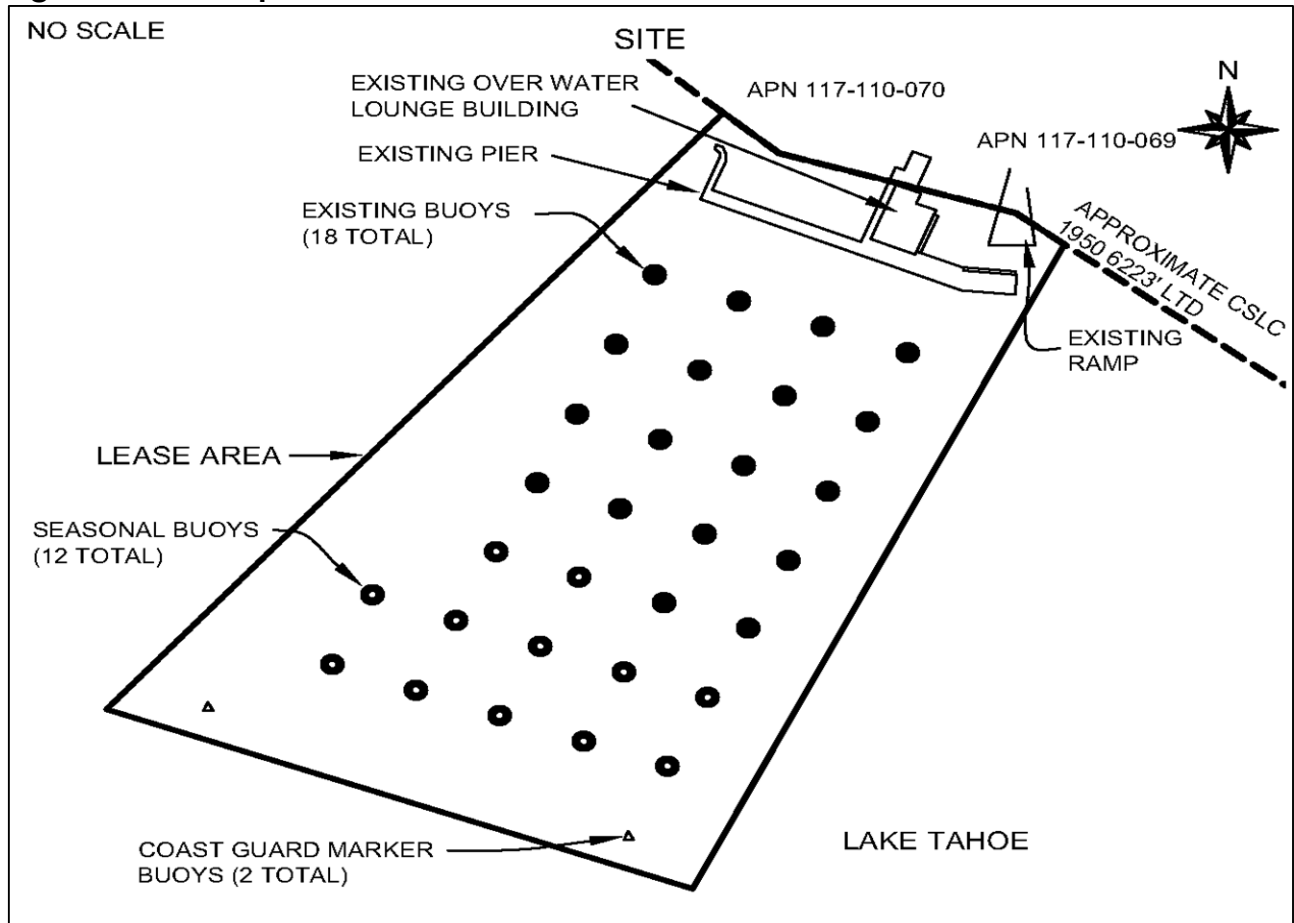 NO SCALE
SITE
N
EXISTING OVER WATER
LOUNGE BUILDING
APN 117-110-070
APN 117-110-069
EXISTING PIER
EXISTING BUOYS
(18 TOTAL)
APPROXIMATE CSLC
1950 6223' LTD
EXISTING
RAMP
LEASE AREA
SEASONAL BUOYS
(12 TOTAL)
COAST GUARD MARKER
BUOYS (2 TOTAL)
LAKE TAHOE